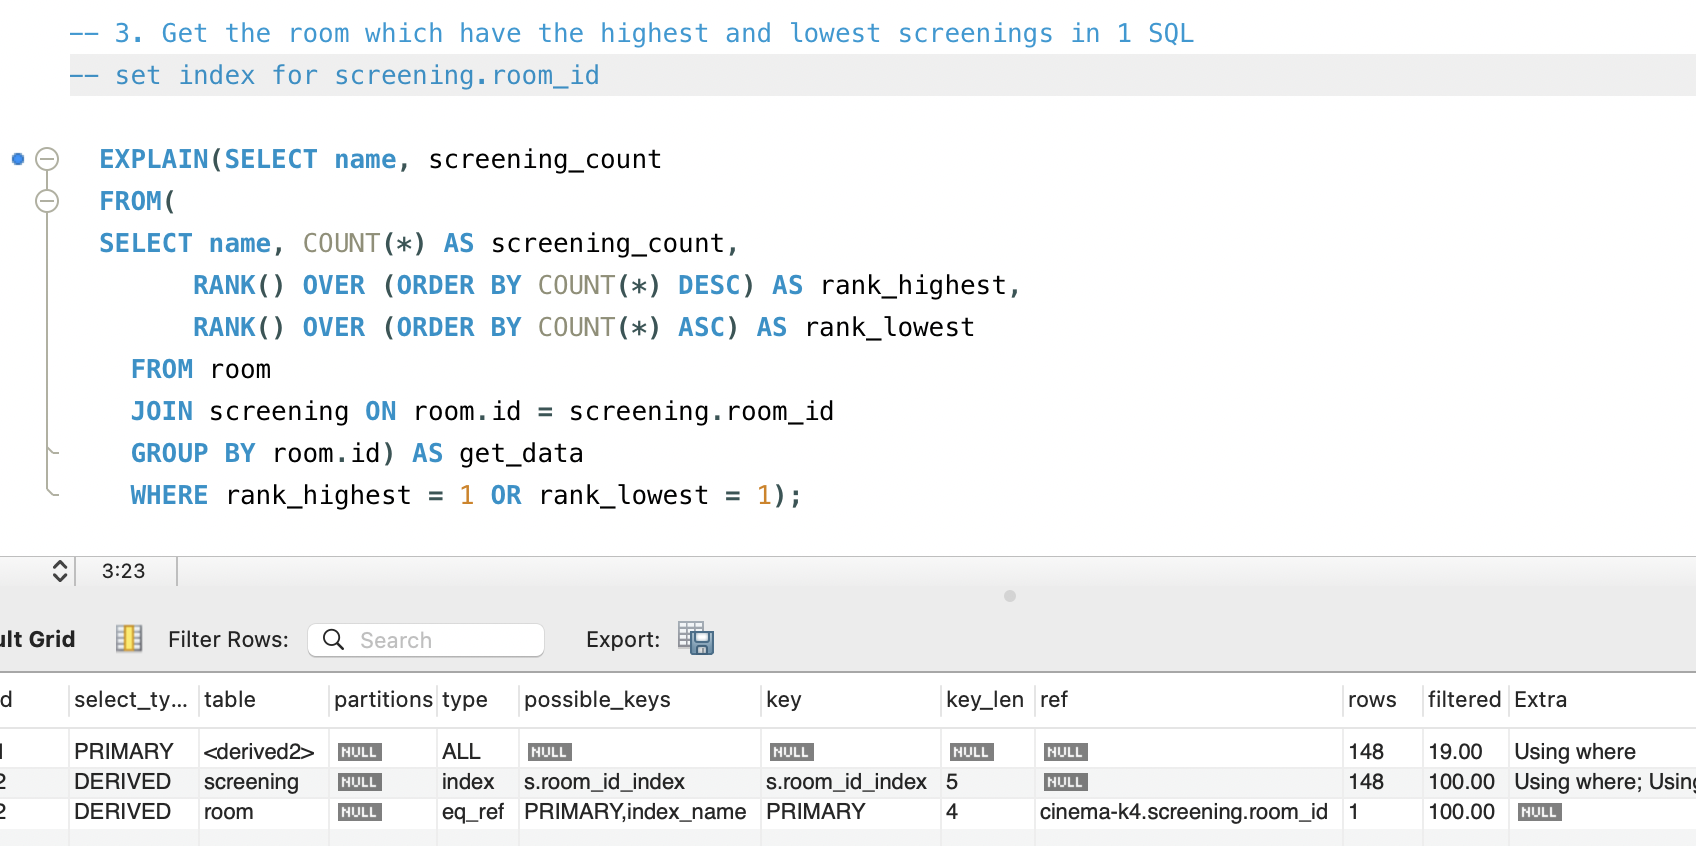 -- 3. Get the room which have the highest and lowest screenings in 1 SQL
-- set index for screening.room_id
EXPLAIN(SELECT name, screening_count
FROM(
SELECT name, COUNT(*) AS screening_count,
RANK() OVER (ORDER BY COUNT(*) DESC) AS rank_highest,
RANK() OVER (ORDER BY COUNT(*) ASC) AS rank_lowest
FROM room
JOIN screening ON room.id = screening.room_id
GROUP BY room.id) AS get_data
WHERE rank_highest = 1 OR rank_lowest = 1);
3:23
Grid Filter Rows: Search Export:
select_ty... table partitions type possible_keys key key_len ref rows filtered Extra
PRIMARY <derived2> NULL ALL NULL NULL NULL NULL 148 19.00 Using where
2 DERIVED screening NULL index s.room_id_index s.room_id_index 5 NULL 148 100.00 Using where;
2 DERIVED room NULL eq_ref PRIMARY,index_name PRIMARY 4 cinema-k4.screening.room_id 1 100.00 NULL